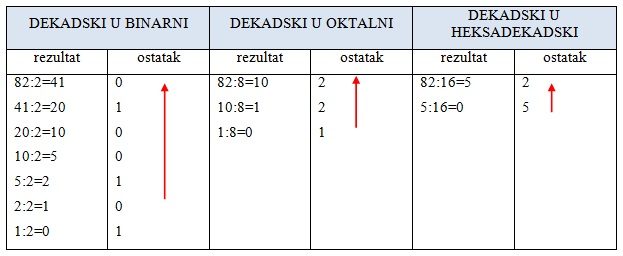 DEKADSKI U BINARNI DEKADSKI U OKTALNI DEKADSKI U HEKSADEKADSKI
rezultat ostatak rezultat ostatak rezultat ostatak
82:2=41 0 82:8=10 2 82:16=5 2
41:2=20 1 10:8=1 2 5:16=0 5
20:2=10 0 1:8=0 1
10:2=5 0
5:2=2 1
2:2=1 0
1:2=0 1